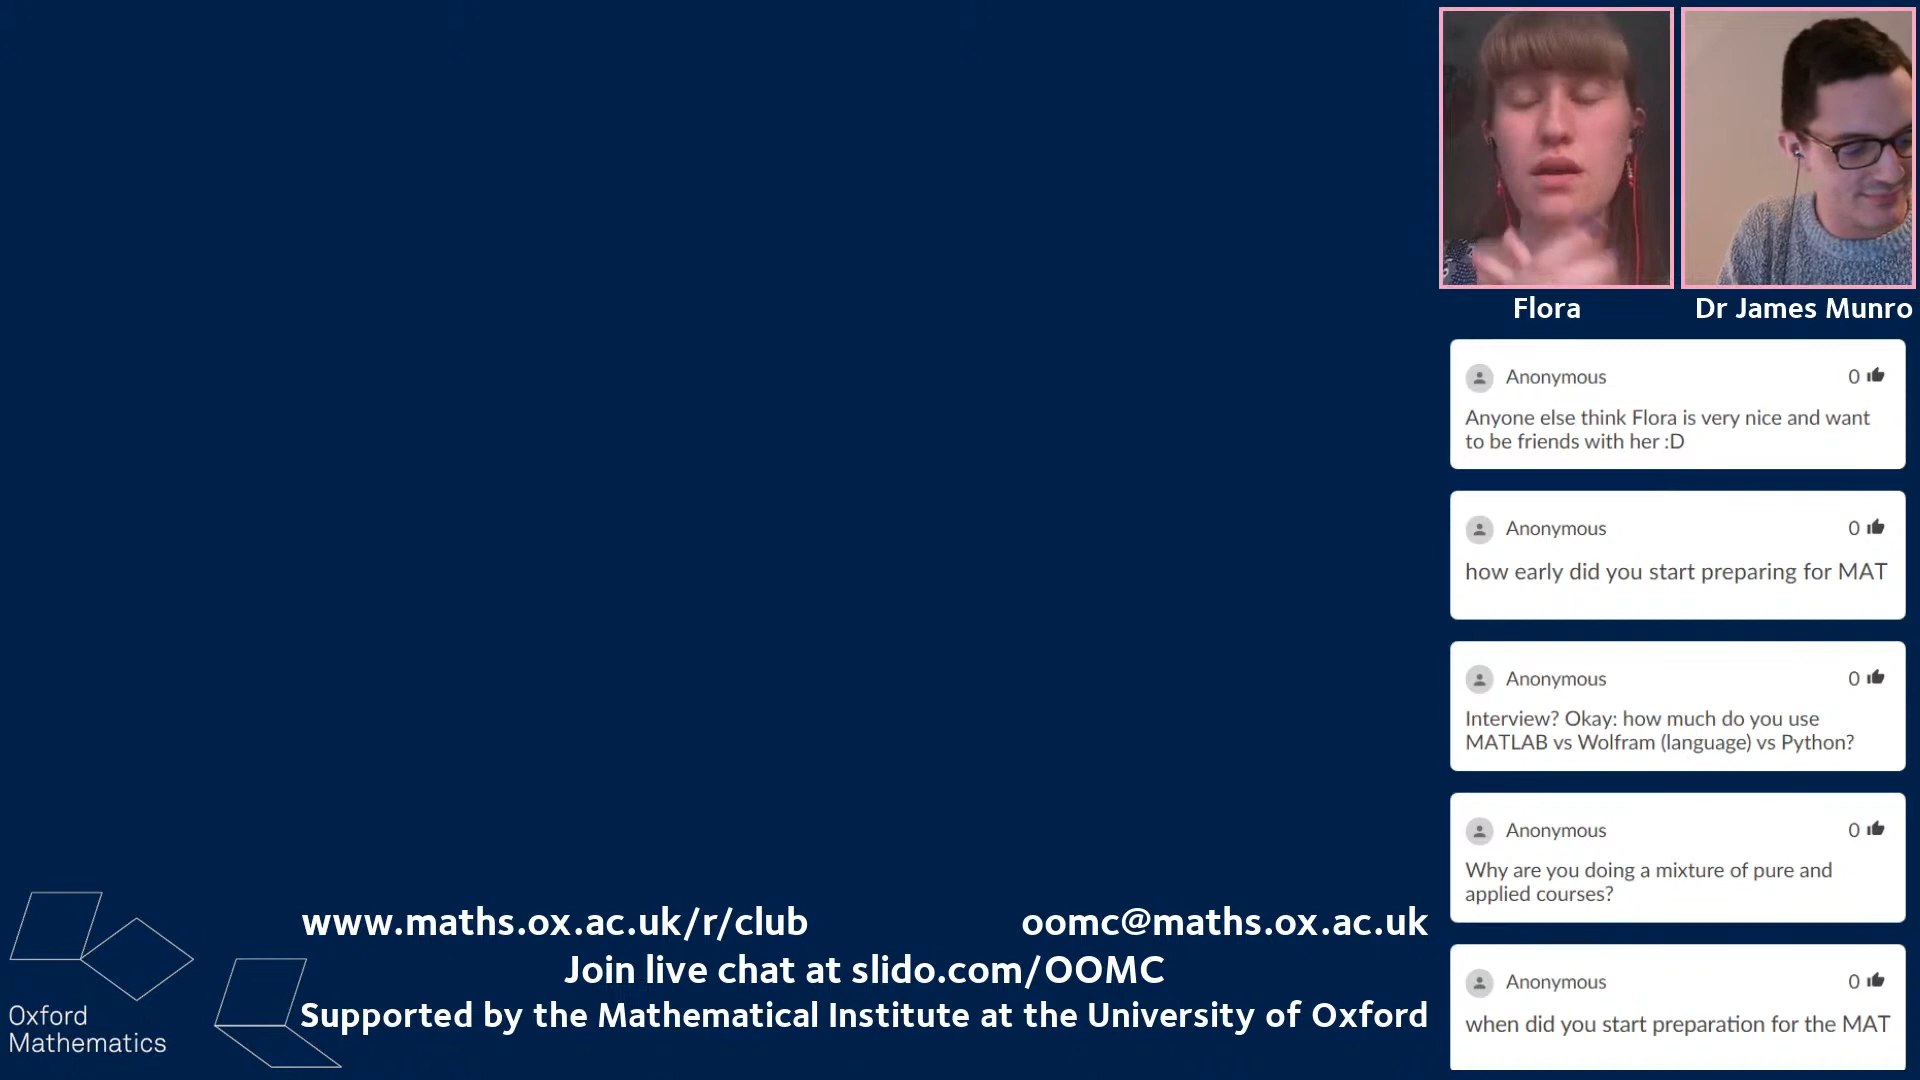 Flora
Dr James Munro
Anonymous
0
Anyone else think Flora is very nice and want
to be friends with her :D
Anonymous
0
how early did you start preparing for MAT
Anonymous
0
Interview? Okay: how much do you use
MATLAB vs Wolfram (language) vs Python?
Anonymous
0
Why are you doing a mixture of pure and
applied courses?
Anonymous
0
when did you start preparation for the MAT
www.maths.ox.ac.uk/r/club
oomc@maths.ox.ac.uk
Join live chat at slido.com/OOMC
Supported by the Mathematical Institute at the University of Oxford
Oxford
Mathematics